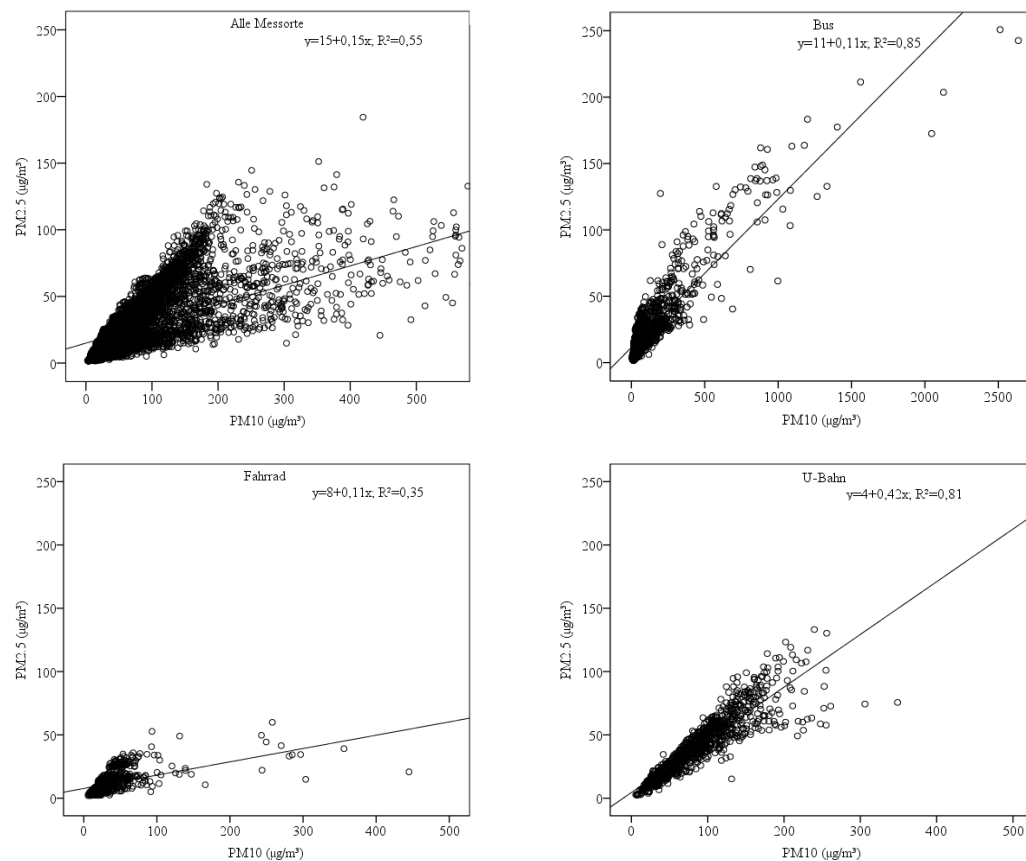 Alle Messorte
y=15+0,15x; R²=0,55
250
200
150
100
50
0
PM2.5 (µg/m³)
0 100 200 300 400 500
PM10 (µg/m³)
Bus
y=11+0,11x; R²=0,85
250
200
150
100
50
0
PM2.5 (µg/m³)
0 500 1000 1500 2000 2500
PM10 (µg/m³)
Fahrrad
y=8+0,11x; R²=0,35
250
200
150
100
50
0
PM2.5 (µg/m³)
0 100 200 300 400 500
PM10 (µg/m³)
U-Bahn
y=4+0,42x; R²=0,81
250
200
150
100
50
0
PM2.5 (µg/m³)
0 100 200 300 400 500
PM10 (µg/m³)